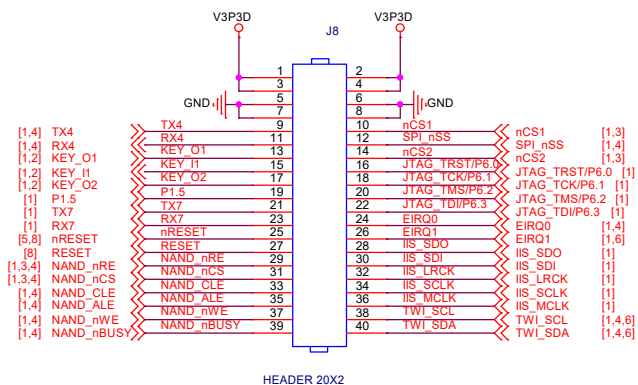 V3P3D V3P3D
J8
1 2
3 4
GND 5 6 GND
7 8
[1,4] TX4 TX4 9 10 nCS1 nCS1 [1,3]
[1,4] RX4 RX4 11 12 SPI_nSS SPI_nSS [1,4]
[1,2] KEY_O1 KEY_O1 13 14 nCS2 nCS2 [1,3]
[1,2] KEY_I1 KEY_I1 15 16 JTAG_TRST/P6.0 JTAG_TRST/P6.0 [1]
[1,2] KEY_O2 KEY_O2 17 18 JTAG_TCK/P6.1 JTAG_TCK/P6.1 [1]
[1] P1.5 P1.5 19 20 JTAG_TMS/P6.2 JTAG_TMS/P6.2 [1]
[1] TX7 TX7 21 22 JTAG_TDI/P6.3 JTAG_TDI/P6.3 [1]
[1] RX7 RX7 23 24 EIRQ0 EIRQ0 [1,4]
[5,8] nRESET nRESET 25 26 EIRQ1 EIRQ1 [1,6]
[8] RESET RESET 27 28 IIS_SDO IIS_SDO [1]
[1,3,4] NAND_nRE NAND_nRE 29 30 IIS_SDI IIS_SDI [1]
[1,3,4] NAND_nCS NAND_nCS 31 32 IIS_LRCK IIS_LRCK [1]
[1,4] NAND_CLE NAND_CLE 33 34 IIS_SCLK IIS_SCLK [1]
[1,4] NAND_ALE NAND_ALE 35 36 IIS_MCLK IIS_MCLK [1]
[1,4] NAND_nWE NAND_nWE 37 38 TWI_SCL TWI_SCL [1,4,6]
[1,4] NAND_nBUSY NAND_nBUSY 39 40 TWI_SDA TWI_SDA [1,4,6]
HEADER 20X2